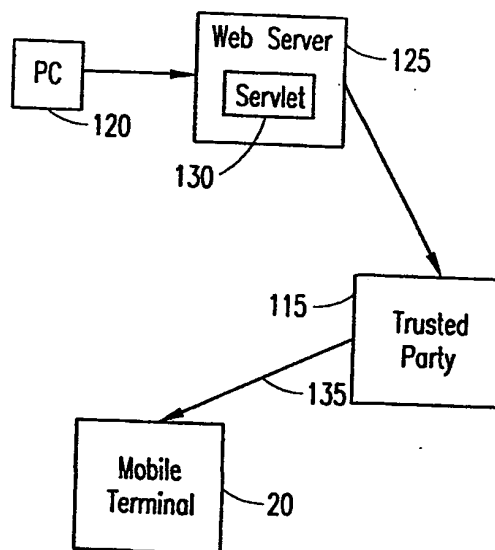 Web Server
125
PC
Servlet
120
130
115
Trusted
Party
135
Mobile
Terminal
20